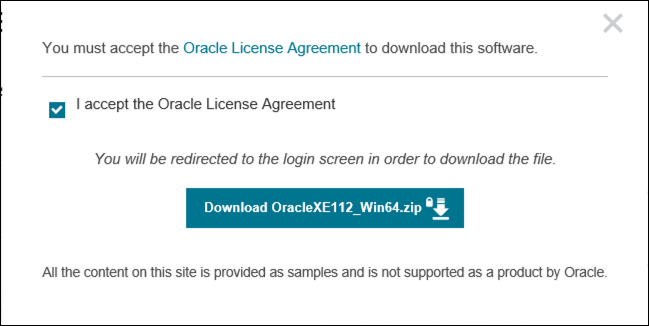 You must accept the Oracle License Agreement to download this software.
I accept the Oracle License Agreement
You will be redirected to the login screen in order to download the file.
Download OracleXE112_Win64.zip
All the content on this site is provided as samples and is not supported as a product by Oracle.